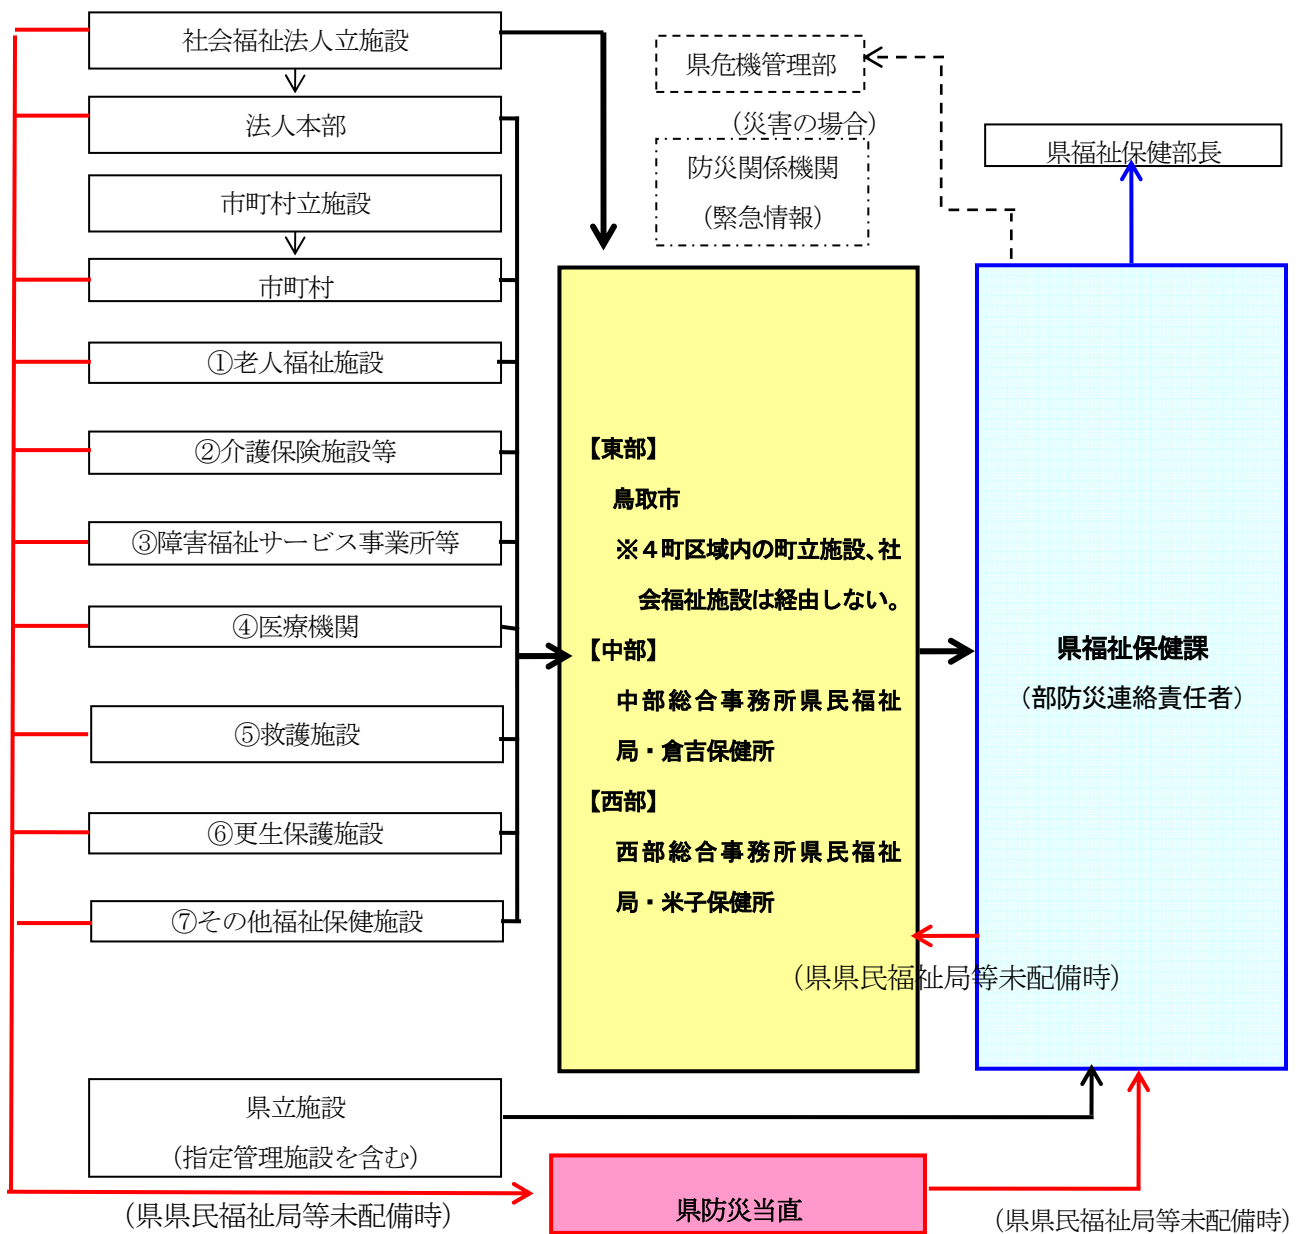 社会福祉法人立施設
法人本部
市町村立施設
市町村
①老人福祉施設
②介護保険施設等
③障害福祉サービス事業所等
④医療機関
⑤救護施設
⑥更生保護施設
⑦その他福祉保健施設
県立施設
（指定管理施設を含む）
（県県民福祉局等未配備時）
県危機管理部
（災害の場合）
防災関係機関
（緊急情報）
【東部】
鳥取市
※４町区域内の町立施設、社
会福祉施設は経由しない。
【中部】
中部総合事務所県民福祉
局・倉吉保健所
【西部】
西部総合事務所県民福祉
局・米子保健所
（県県民福祉局等未配備時）
県防災当直
県福祉保健部長
県福祉保健課
（部防災連絡責任者）
（県県民福祉局等未配備時）